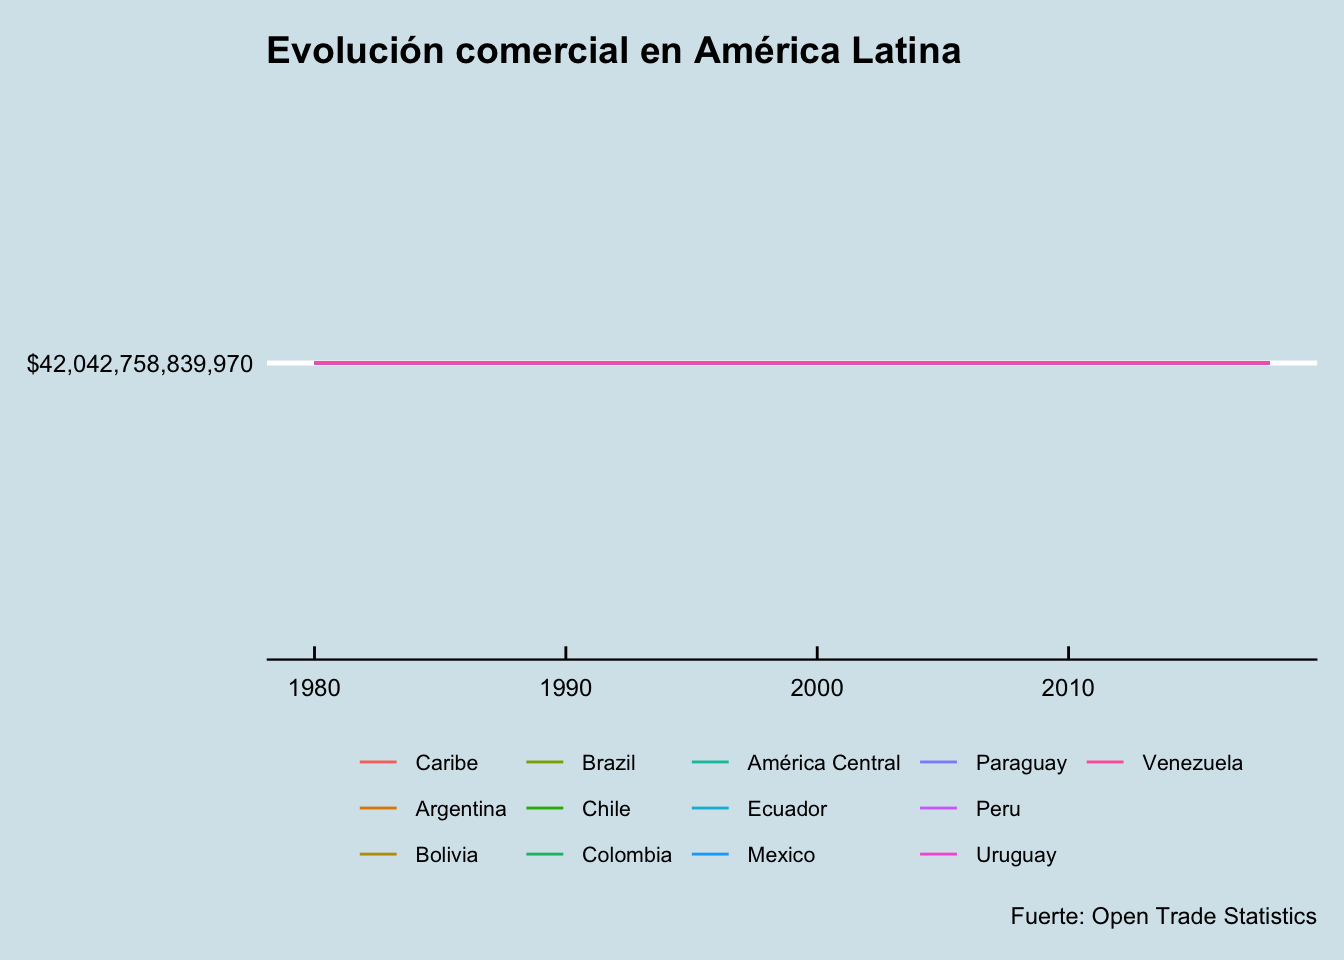 Evolución comercial en América Latina
$42,042,758,839,970
1980 1990 2000 2010
Caribe Brazil América Central Paraguay Venezuela
Argentina Chile Ecuador Peru
Bolivia Colombia Mexico Uruguay
Fuerte: Open Trade Statistics